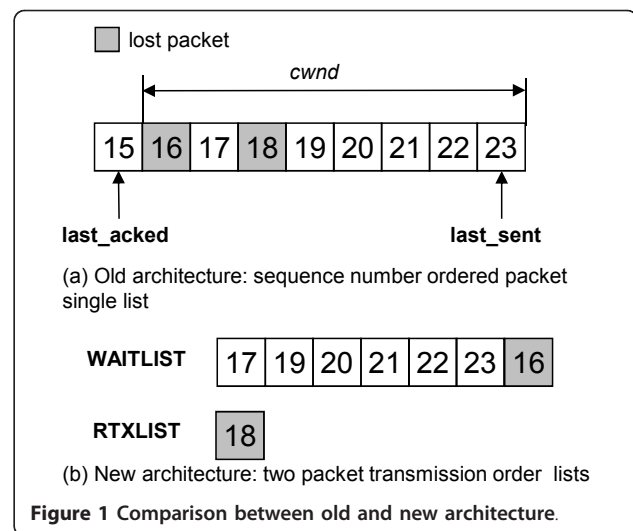 lost packet
cwnd
15 16 17 18 19 20 21 22 23
last_acked last_sent
(a) Old architecture: sequence number ordered packet
single list
WAITLIST 17 19 20 21 22 23 16
RTXLIST 18
(b) New architecture: two packet transmission order lists
Figure 1 Comparison between old and new architecture.